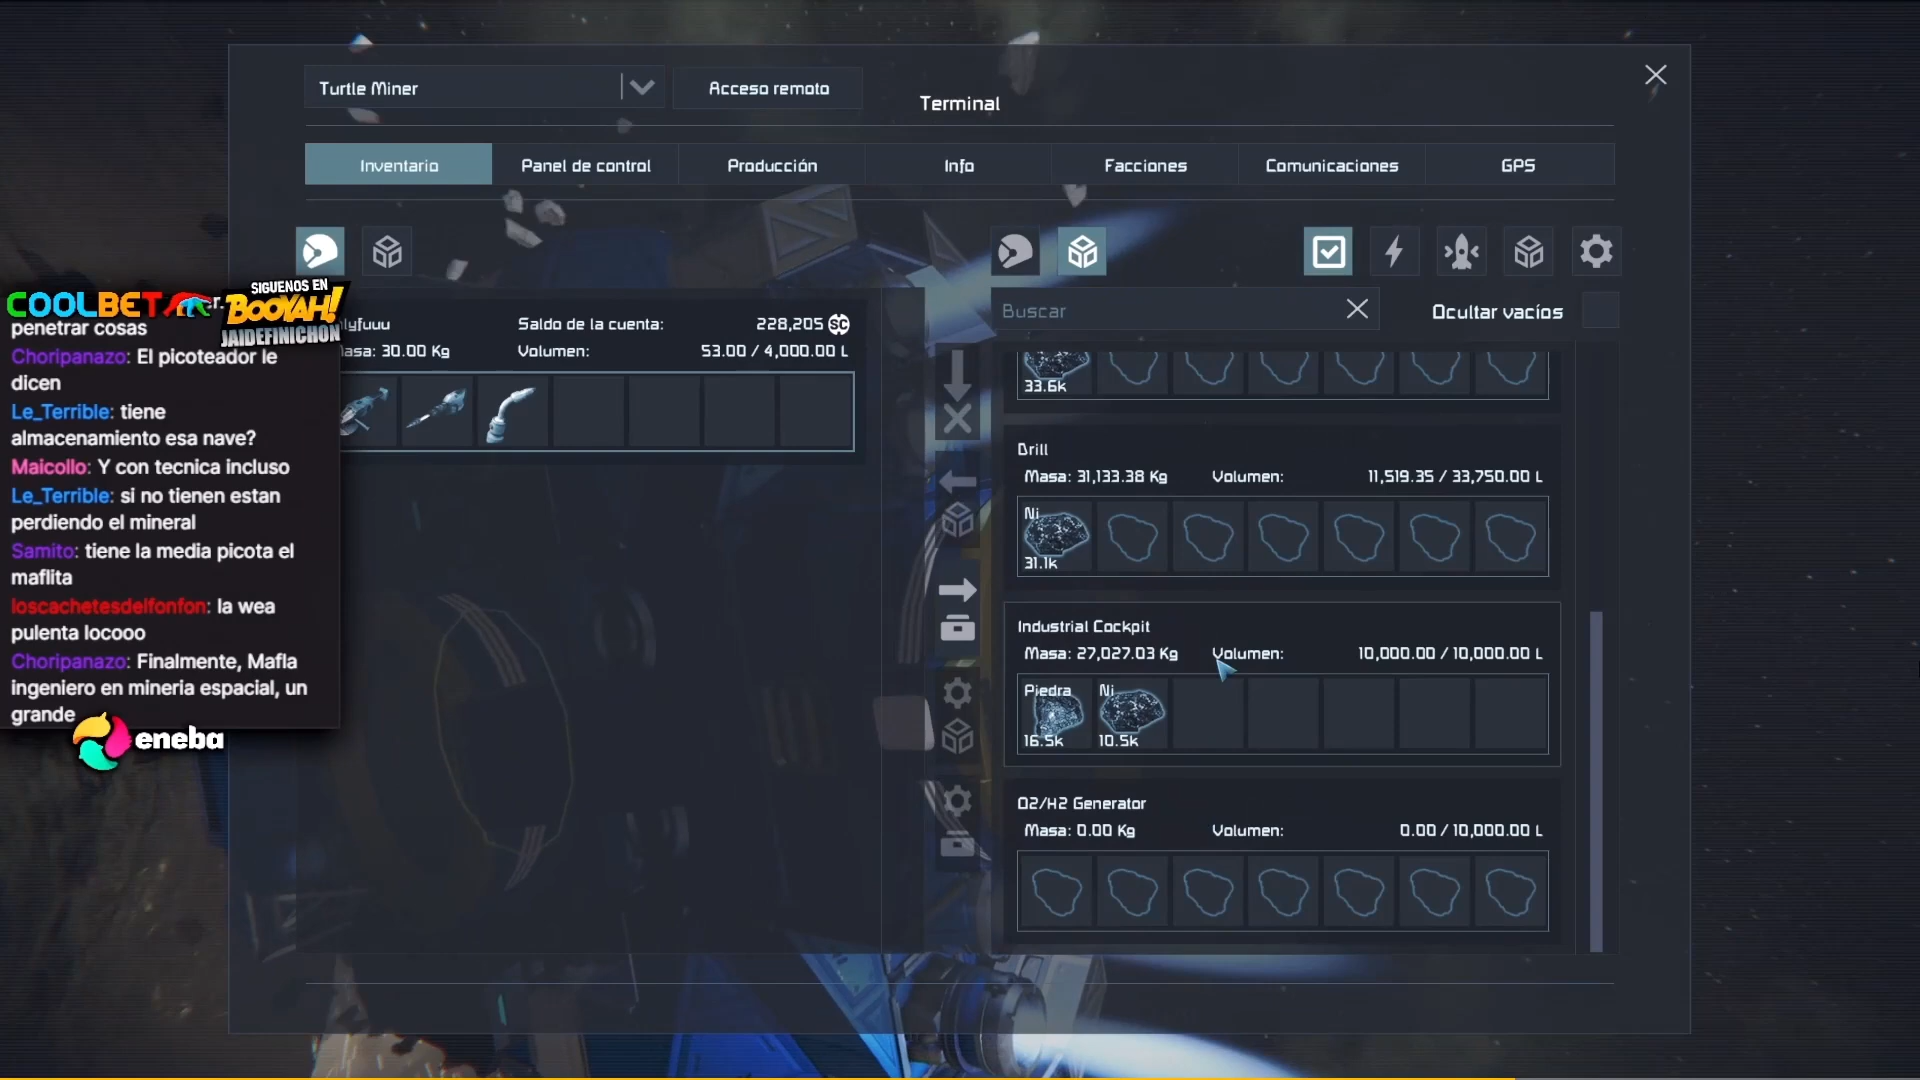 Turtle Miner
Acceso remoto
Terminal
Inventario
Panel de control
Producción
Info
Facciones
Comunicaciones
GPS
lyfuuu
Saldo de la cuenta: 228,205 SC
asa: 30.00 Kg
Volumen: 53.00 / 4,000.00 L
Buscar
Ocultar vacíos
33.6k
Drill
Masa: 31,133.38 Kg Volumen: 11,519.35 / 33,750.00 L
Ni
31.1k
Industrial Cockpit
Masa: 27,027.03 Kg Volumen: 10,000.00 / 10,000.00 L
Piedra Ni
16.5k 10.5k
O2/H2 Generator
Masa: 0.00 Kg Volumen: 0.00 / 10,000.00 L
COOLBET
SIGUENOS EN
BOOYAH!
JAIDEFINICHON
er.
penetrar cosas
Choripanazo: El picoteador le
dicen
Le_Terrible: tiene
almacenamiento esa nave?
Maicollo: Y con tecnica incluso
Le_Terrible: si no tienen estan
perdiendo el mineral
Samito: tiene la media picota el
maflita
loscachetesdelfonfon: la wea
pulenta locooo
Choripanazo: Finalmente, Mafla
ingeniero en mineria espacial, un
grande
eneba